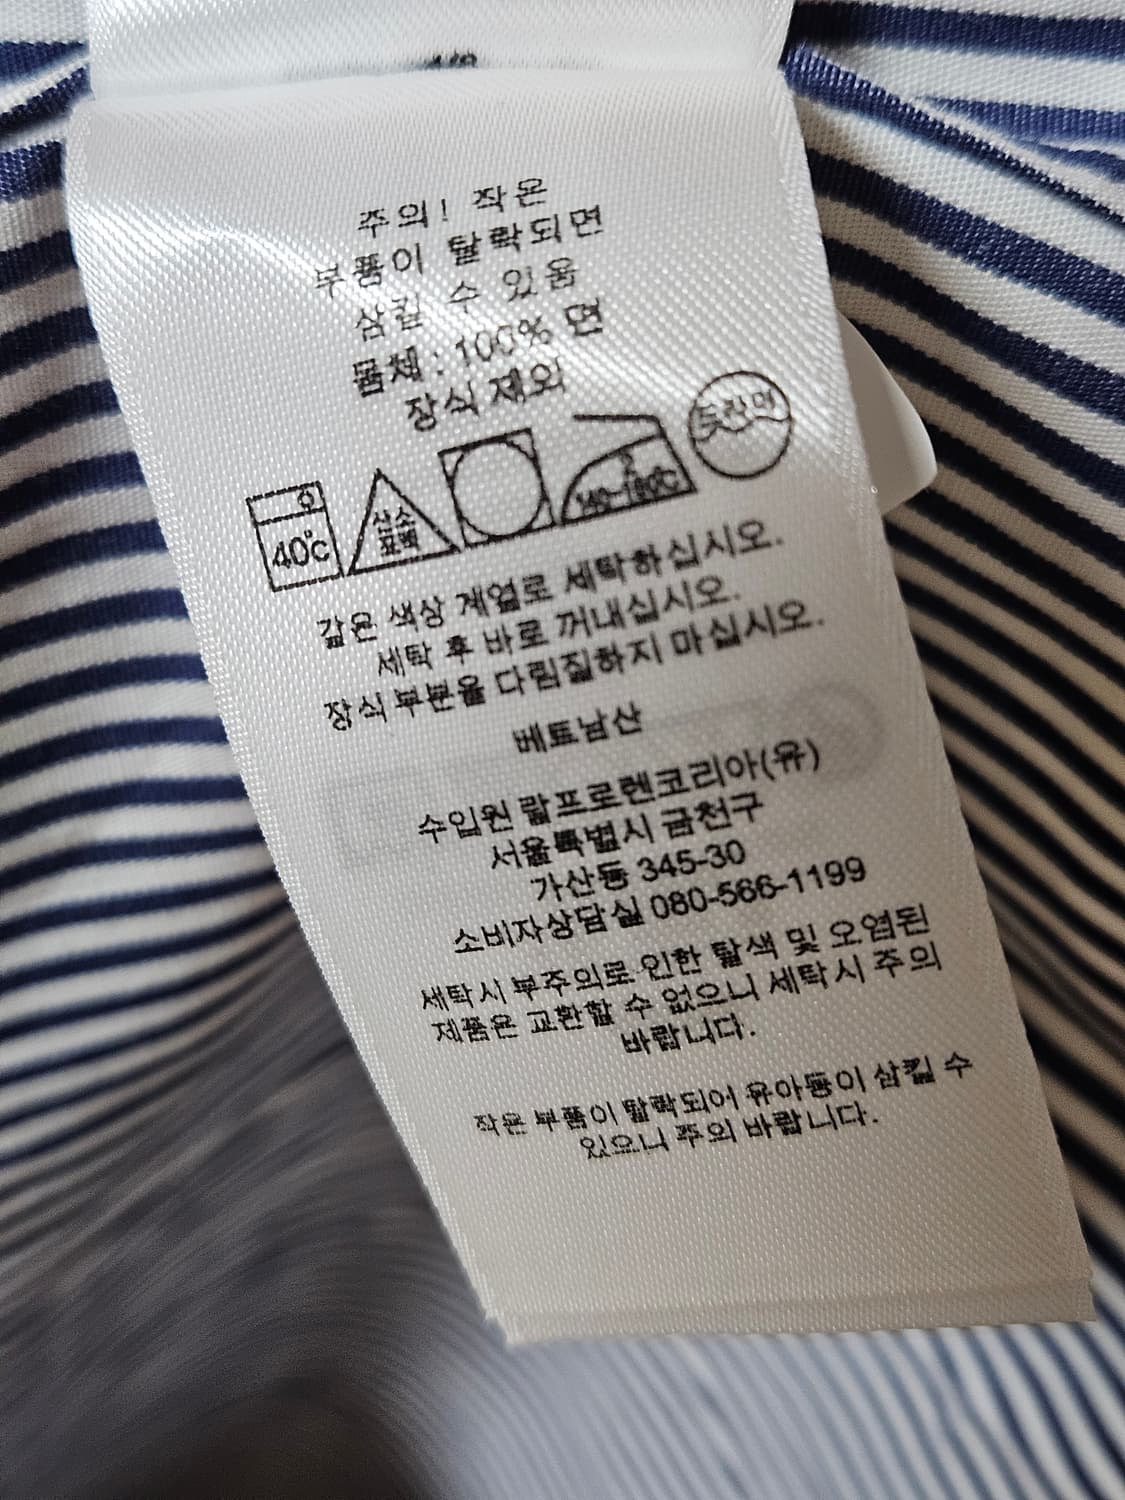 주의! 작은
부품이 탈락되면
삼킬 수 있음
몸체 : 100% 면
장식 제외
약
40°C
산소
표백
2
140~160°C
드라이
같은 색상 계열로 세탁하십시오.
세탁 후 바로 꺼내십시오.
장식 부분을 다림질하지 마십시오.
베트남산
수입원 랄프로렌코리아(유)
서울특별시 금천구
가산동 345-30
소비자상담실 080-566-1199
세탁시 부주의로 인한 탈색 및 오염된
제품은 교환할 수 없으니 세탁시 주의
바랍니다.
작은 부품이 탈락되어 유아동이 삼킬 수
있으니 주의 바랍니다.